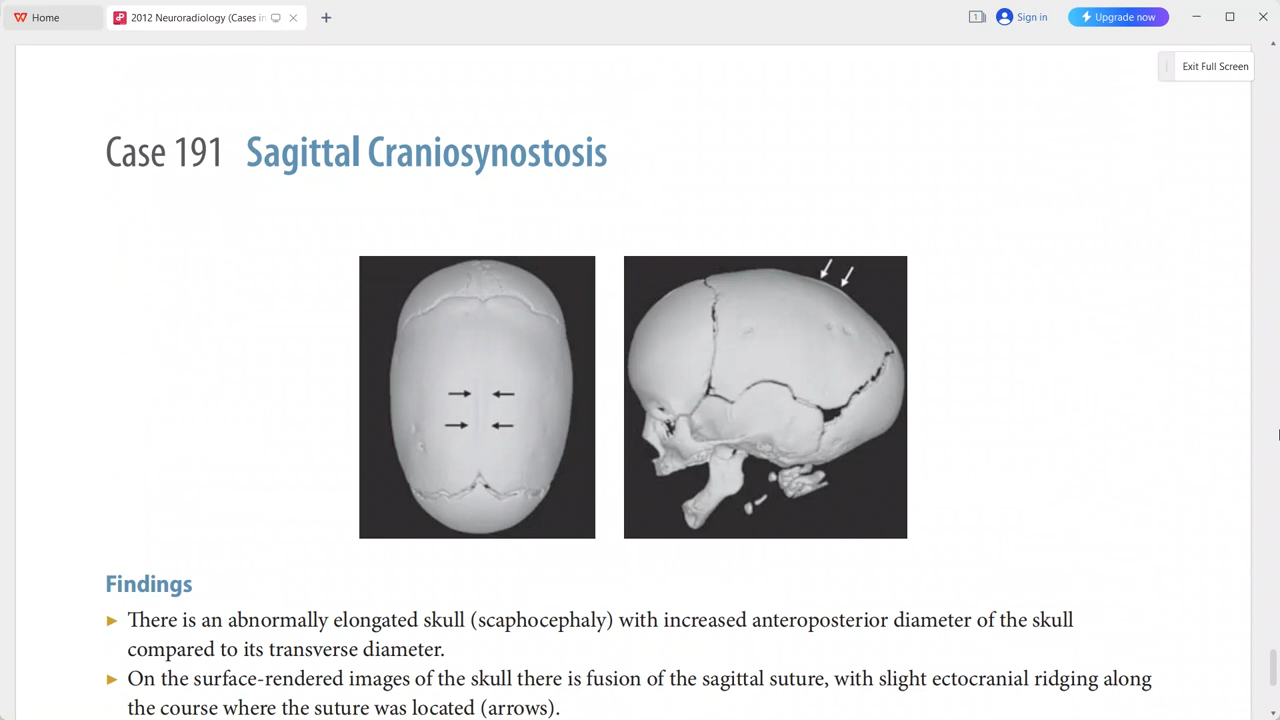 Home
2012 Neuroradiology (Cases in
1
Sign in
Upgrade now
Exit Full Screen
Case 191 Sagittal Craniosynostosis
Findings
► There is an abnormally elongated skull (scaphocephaly) with increased anteroposterior diameter of the skull
compared to its transverse diameter.
► On the surface-rendered images of the skull there is fusion of the sagittal suture, with slight ectocranial ridging along
the course where the suture was located (arrows).